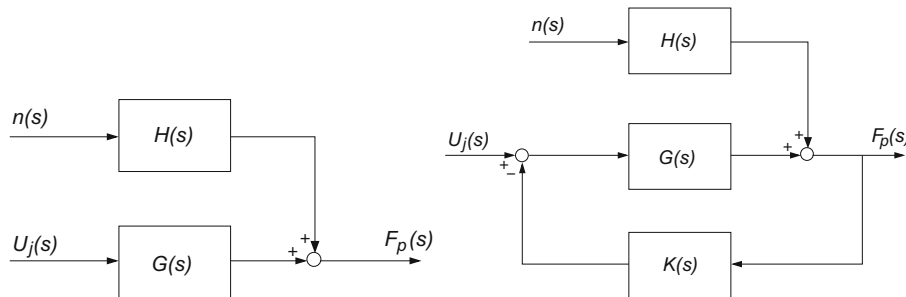 n(s)
H(s)
U_j(s)
G(s)
+
+
F_p(s)
n(s)
H(s)
U_j(s)
+
−
G(s)
+
+
F_p(s)
K(s)